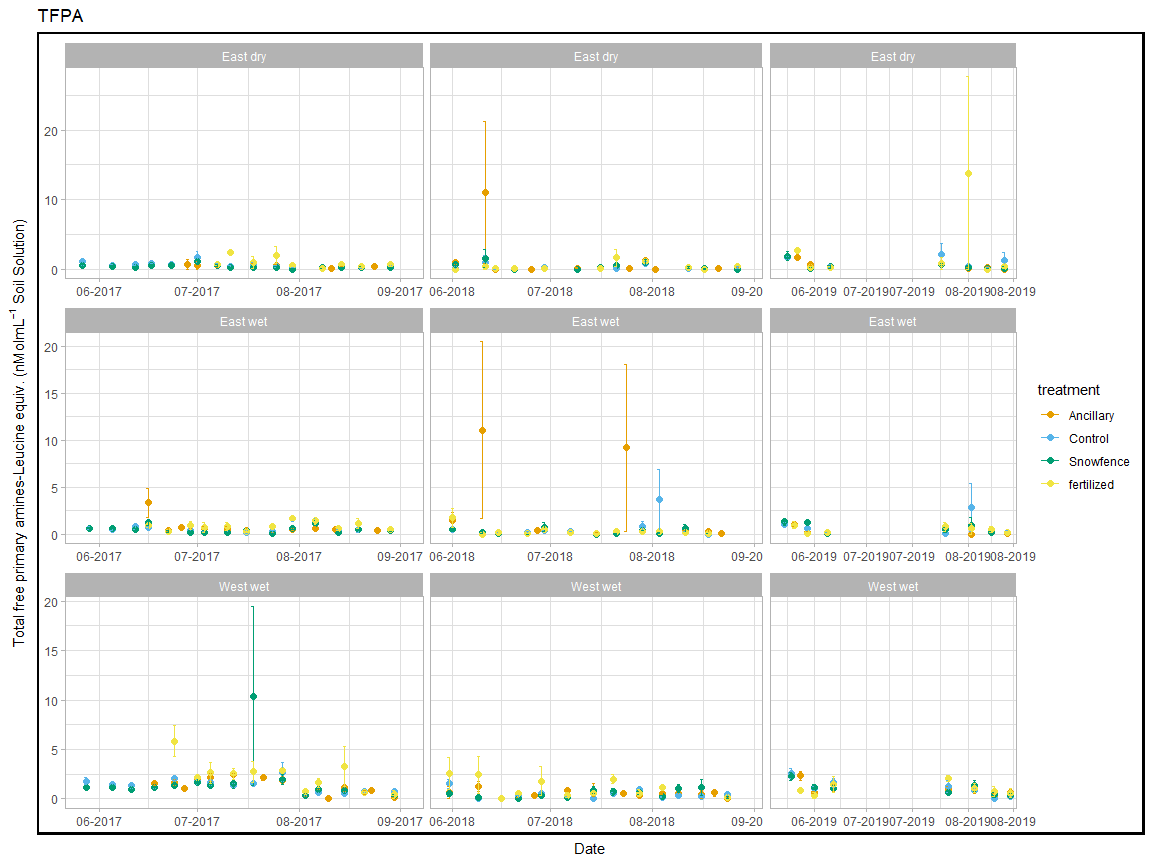 TFPA
Total free primary amines-Leucine equiv. (nMolmL⁻¹ Soil Solution)
East dry East dry East dry
20
10
0
06-2017 07-2017 08-2017 09-2017 06-2018 07-2018 08-2018 09-20 06-2019 07-2019 07-2019 08-2019 08-2019
East wet East wet East wet
20
15
10
5
0
06-2017 07-2017 08-2017 09-2017 06-2018 07-2018 08-2018 09-20 06-2019 07-2019 07-2019 08-2019 08-2019
West wet West wet West wet
20
15
10
5
0
06-2017 07-2017 08-2017 09-2017 06-2018 07-2018 08-2018 09-20 06-2019 07-2019 07-2019 08-2019 08-2019
Date
treatment
Ancillary
Control
Snowfence
fertilized